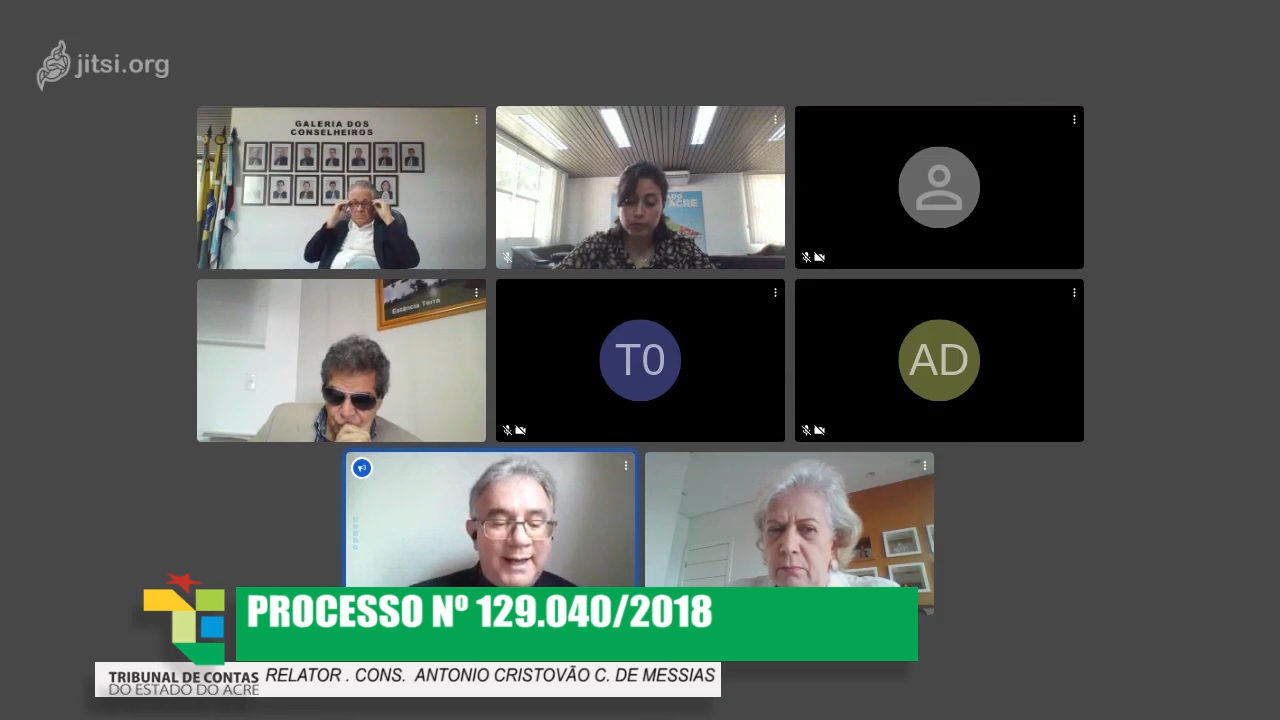 jitsi.org
GALERIA DOS
CONSELHEIROS
ACRE
Estância Terra
T0
AD
PROCESSO Nº 129.040/2018
TRIBUNAL DE CONTAS
DO ESTADO DO ACRE
RELATOR . CONS. ANTONIO CRISTOVÃO C. DE MESSIAS